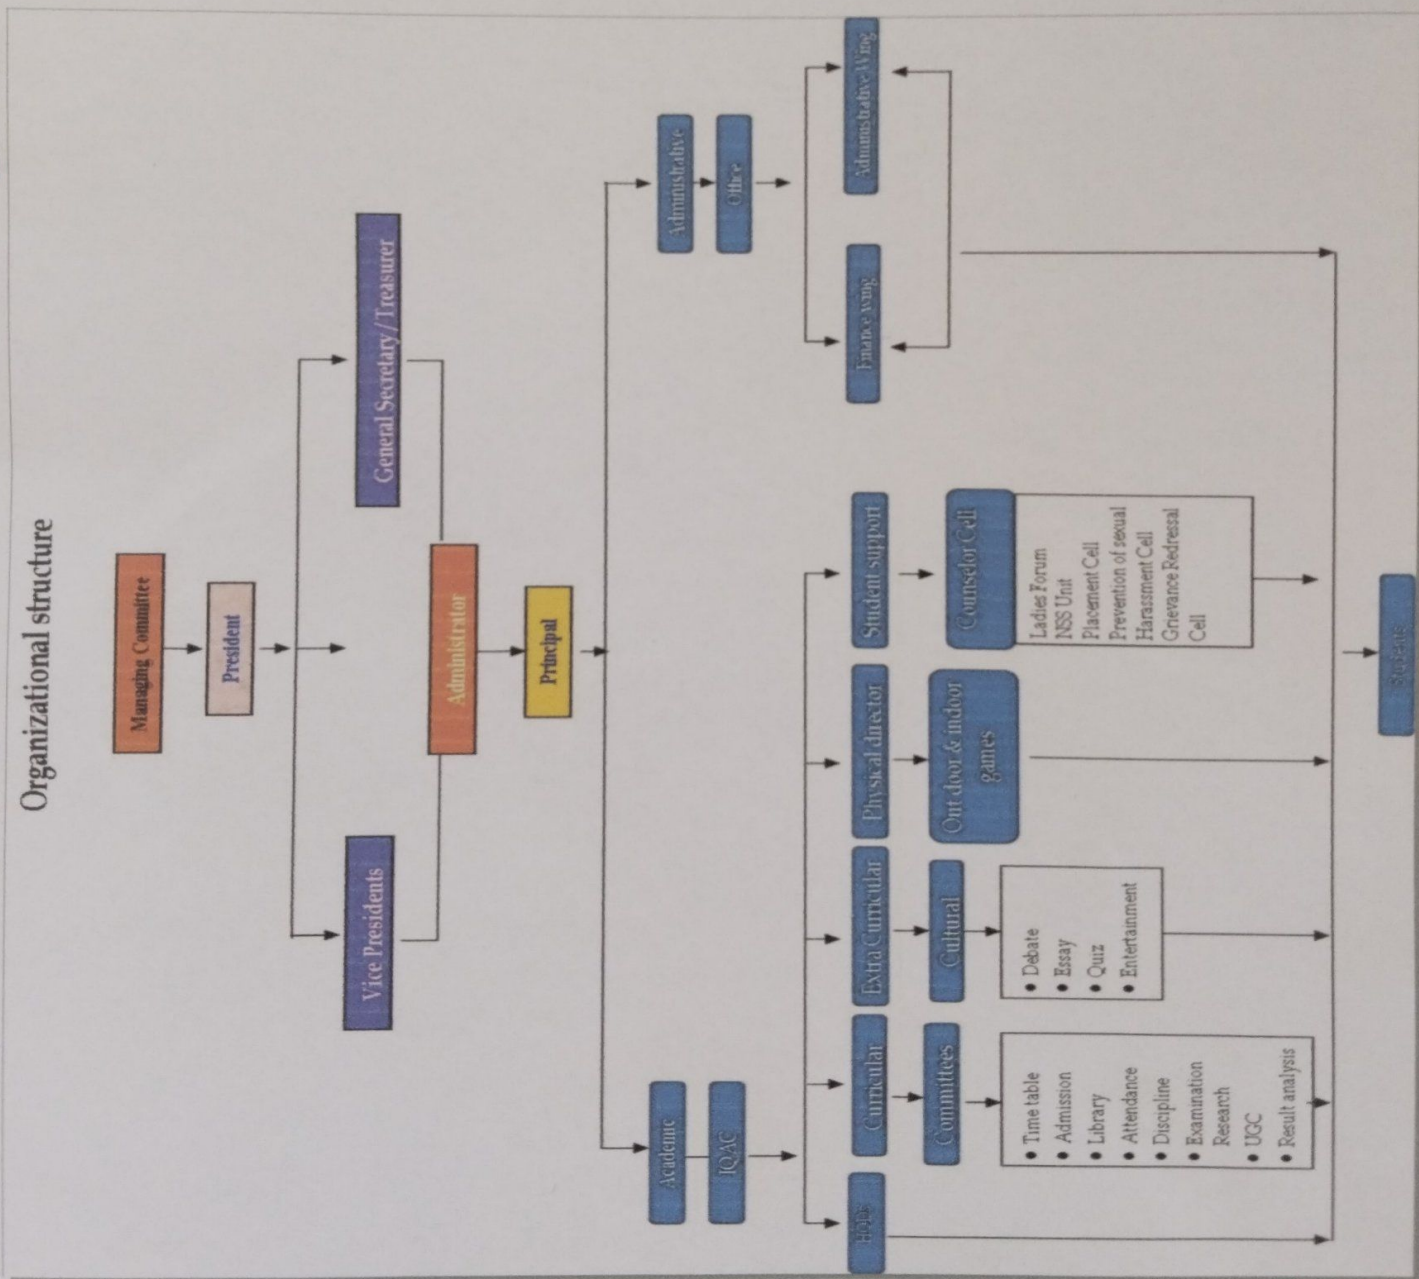 Organizational structure
Managing Committee
President
Vice Presidents
General Secretary/Treasurer
Administrator
Principal
Academic
IQAC
Administrative
Office
HODs
Curricular
Extra Curricular
Physical director
Student support
Finance wing
Administrative Wing
Committees
Cultural
Out door & indoor
games
Counselor Cell
• Time table
• Admission
• Library
• Attendance
• Discipline
• Examination
Research
• UGC
• Result analysis
• Debate
• Essay
• Quiz
• Entertainment
Ladies Forum
NSS Unit
Placement Cell
Prevention of sexual
Harassment Cell
Grievance Redressal
Cell
Students